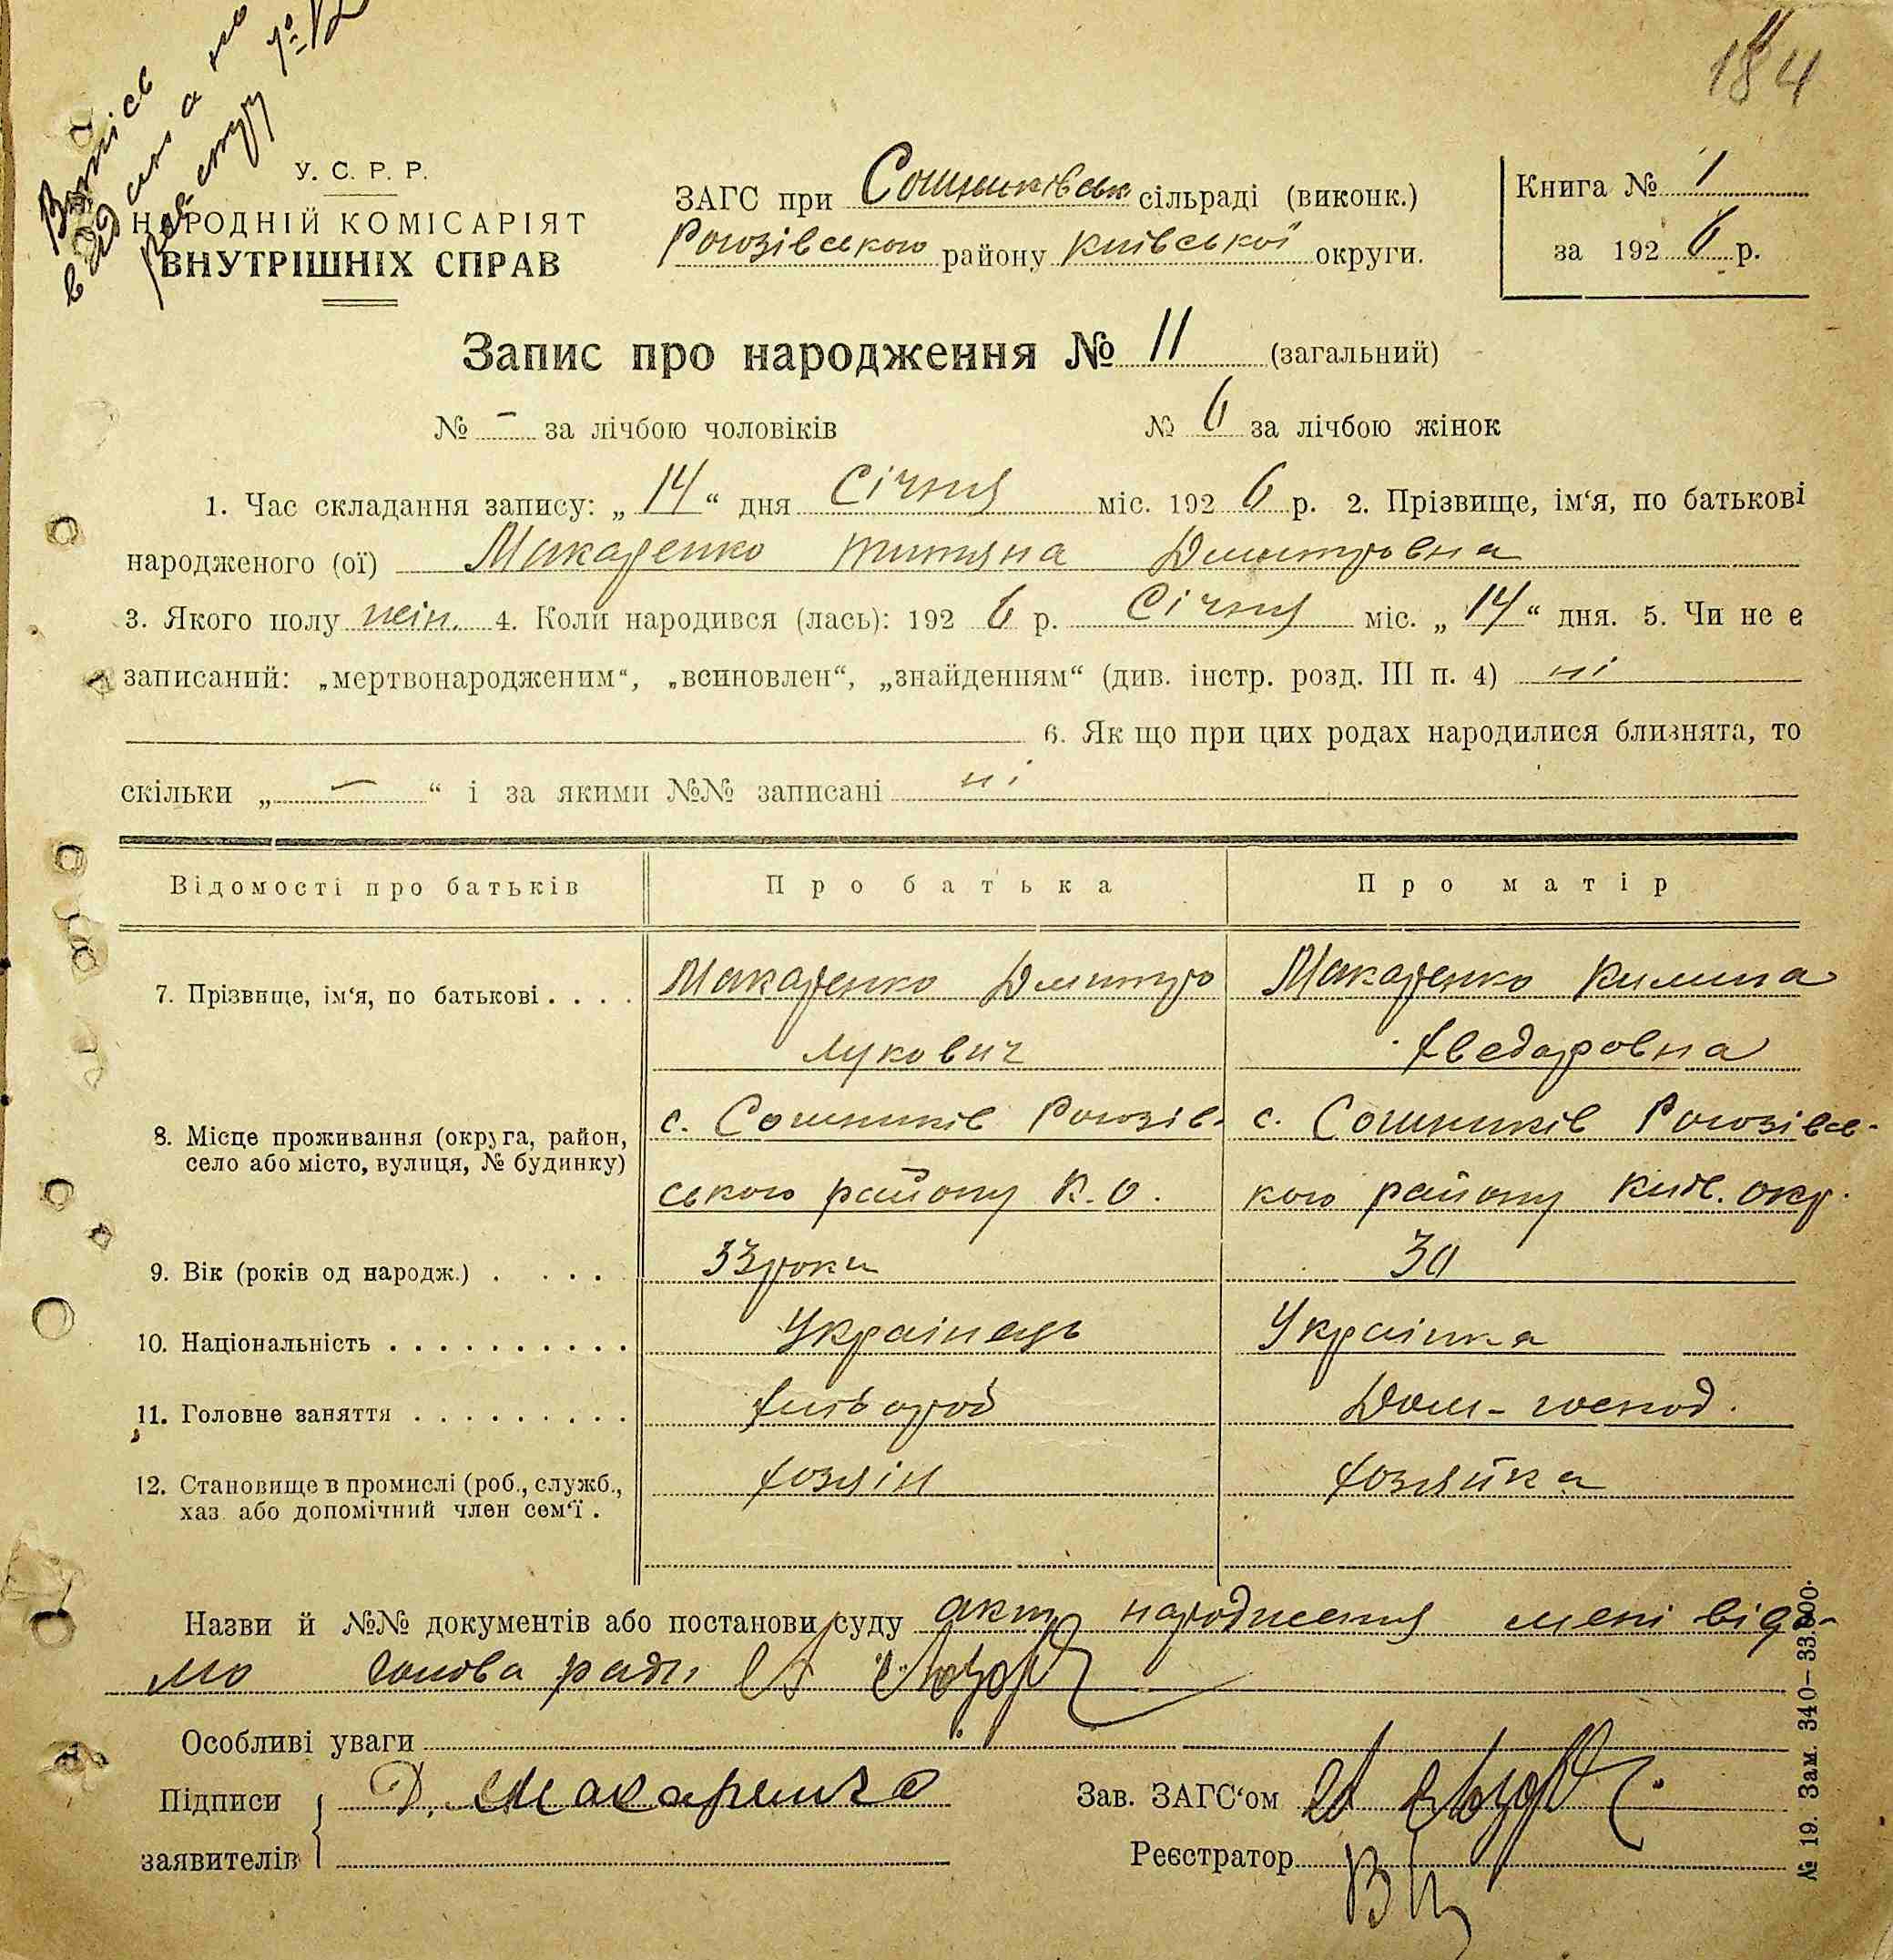 184
Випісь
видана
У. С. Р. Р.
НАРОДНІЙ КОМІСАРІЯТ
ВНУТРІШНІХ СПРАВ
ЗАГС при Сошниківськ сільраді (виконк.)
Рогозівського району Київської округи.
Книга № 1
за 1926 р.
Запис про народження № 11 (загальний)
№ – за лічбою чоловіків № 6 за лічбою жінок
1. Час складання запису: „14“ дня Січня міс. 1926 р. 2. Прізвище, ім‘я, по батькові
народженого (ої) Макаренко Титяна Дмитровна
3. Якого полу жін. 4. Коли народився (лась): 1926 р. Січня міс. „14“ дня. 5. Чи не є
записаний: „мертвонародженим“, „всиновлен“, „знайденням“ (див. інстр. розд. III п. 4) ні
6. Як що при цих родах народилися близнята, то
скільки „–“ і за якими №№ записані ні
Відомості про батьків Про батька Про матір
7. Прізвище, ім‘я, по батькові . . . . Макаренко Дмитро Макаренко Килина
Лукович Хведоровна
8. Місце проживання (округа, район, с. Сошників Рогозів- с. Сошників Рогозівсь-
село або місто, вулиця, № будинку)
ського району К.О. кого району Київ. окр.
9. Вік (років од народж.) . . . . 33 роки 30
10. Національність . . . . . . . . . . Українець Українка
11. Головне заняття . . . . . . . . . Хлібороб Дом-господ.
12. Становище в промислі (роб., служб., Хозяін Хозяйка
хаз. або допомічний член сем‘ї .
Назви й №№ документів або постанови суду акт народження мені відо-
мо голова ради
Особливі уваги
Підписи Д. Макаренко Зав. ЗАГС‘ом
заявителів Реєстратор
№ 19. Зам. 340–33.000.